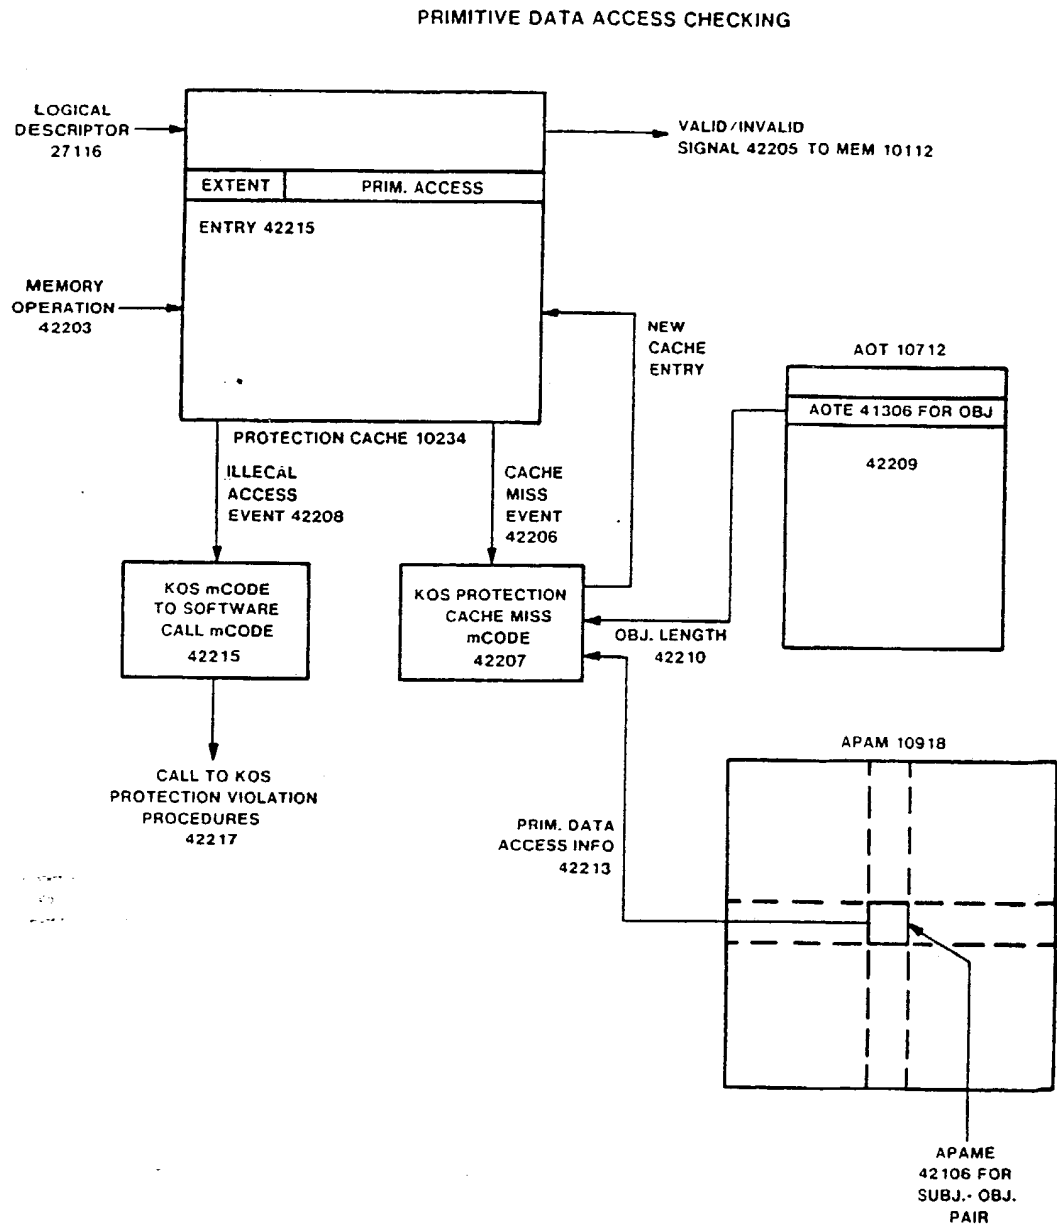 PRIMITIVE DATA ACCESS CHECKING
LOGICAL
DESCRIPTOR
27116
VALID/INVALID
SIGNAL 42205 TO MEM 10112
EXTENT
PRIM. ACCESS
ENTRY 42215
MEMORY
OPERATION
42203
NEW
CACHE
ENTRY
AOT 10712
AOTE 41306 FOR OBJ
42209
PROTECTION CACHE 10234
ILLECAL
ACCESS
EVENT 42208
CACHE
MISS
EVENT
42206
KOS mCODE
TO SOFTWARE
CALL mCODE
42215
KOS PROTECTION
CACHE MISS
mCODE
42207
OBJ. LENGTH
42210
CALL TO KOS
PROTECTION VIOLATION
PROCEDURES
42217
APAM 10918
PRIM. DATA
ACCESS INFO
42213
APAME
42106 FOR
SUBJ.- OBJ.
PAIR